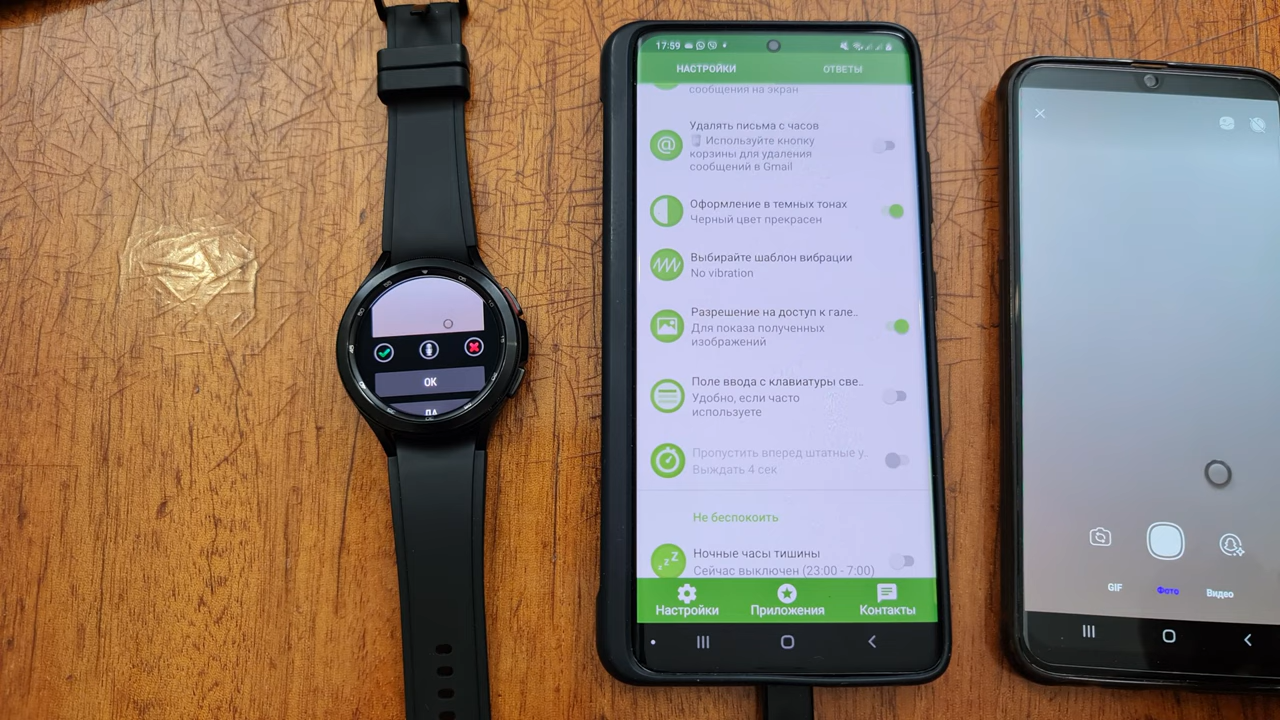 OK
ДА
17:59
НАСТРОЙКИ
ОТВЕТЫ
сообщения на экран
Удалять письма с часов
Используйте кнопку
корзины для удаления
сообщений в Gmail
Оформление в темных тонах
Черный цвет прекрасен
Выбирайте шаблон вибрации
No vibration
Разрешение на доступ к гале..
Для показа полученных
изображений
Поле ввода с клавиатуры све..
Удобно, если часто
используете
Пропустить вперед штатные у..
Выждать 4 сек
Не беспокоить
Ночные часы тишины
Сейчас выключен (23:00 - 7:00)
Настройки
Приложения
Контакты
GIF
Фото
Видео